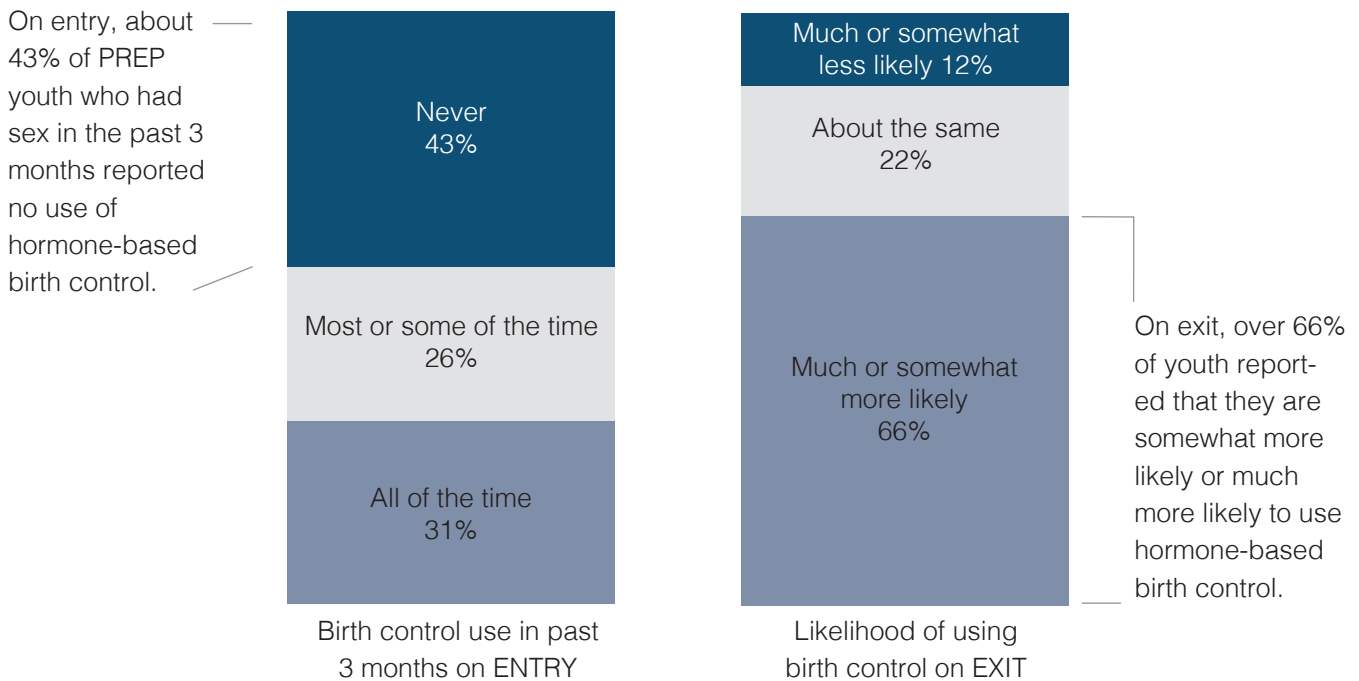 On entry, about
43% of PREP
youth who had
sex in the past 3
months reported
no use of
hormone-based
birth control.
Never
43%
Most or some of the time
26%
All of the time
31%
Birth control use in past
3 months on ENTRY
Much or somewhat
less likely 12%
About the same
22%
Much or somewhat
more likely
66%
Likelihood of using
birth control on EXIT
On exit, over 66%
of youth report-
ed that they are
somewhat more
likely or much
more likely to use
hormone-based
birth control.